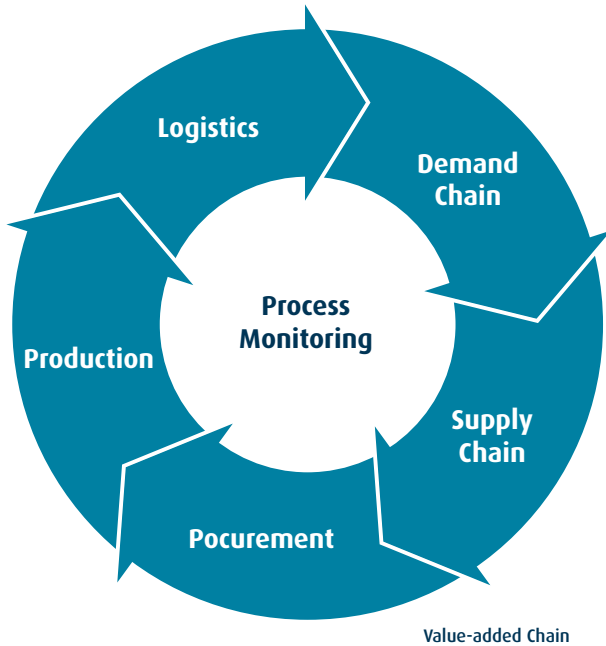 Logistics
Demand
Chain
Process
Monitoring
Production
Supply
Chain
Pocurement
Value-added Chain